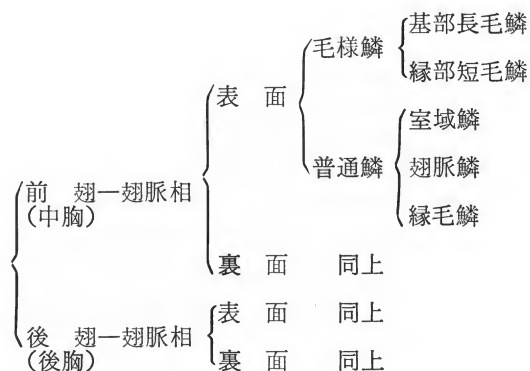 基部長毛鱗
毛様鱗
縁部短毛鱗
表 面
室域鱗
普通鱗 翅脈鱗
前 翅—翅脈相
(中胸)
縁毛鱗
裏 面 同上
後 翅—翅脈相
(後胸)
表 面 同上
裏 面 同上